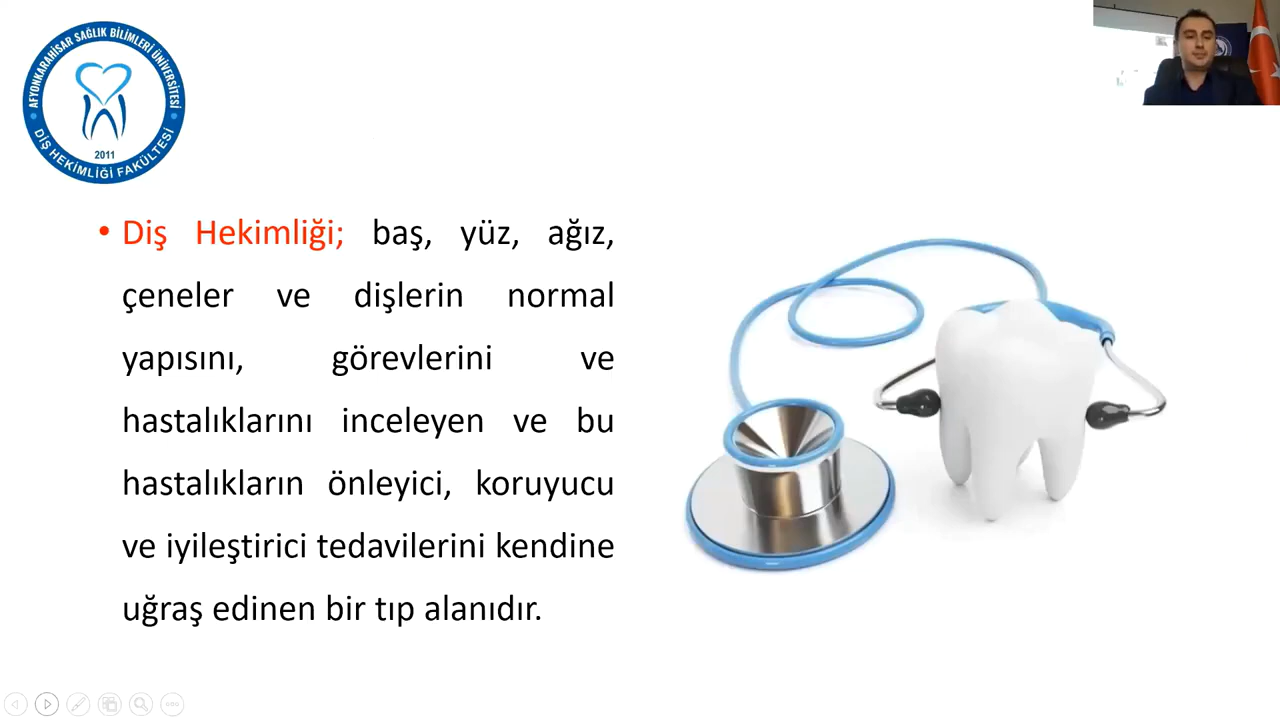 AFYONKARAHİSAR SAĞLIK BİLİMLERİ ÜNİVERSİTESİ
2011
DİŞ HEKİMLİĞİ FAKÜLTESİ
• Diş Hekimliği; baş, yüz, ağız,
çeneler ve dişlerin normal
yapısını, görevlerini ve
hastalıklarını inceleyen ve bu
hastalıkların önleyici, koruyucu
ve iyileştirici tedavilerini kendine
uğraş edinen bir tıp alanıdır.